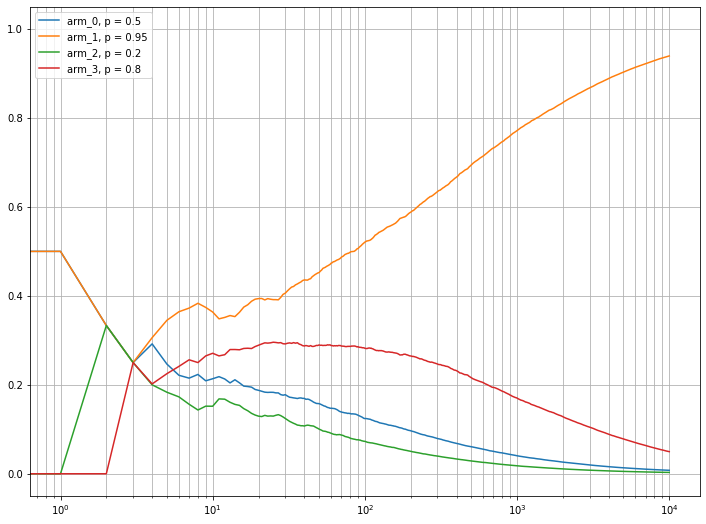 arm_0, p = 0.5
arm_1, p = 0.95
arm_2, p = 0.2
arm_3, p = 0.8
1.0
0.8
0.6
0.4
0.2
0.0
10⁰ 10¹ 10² 10³ 10⁴